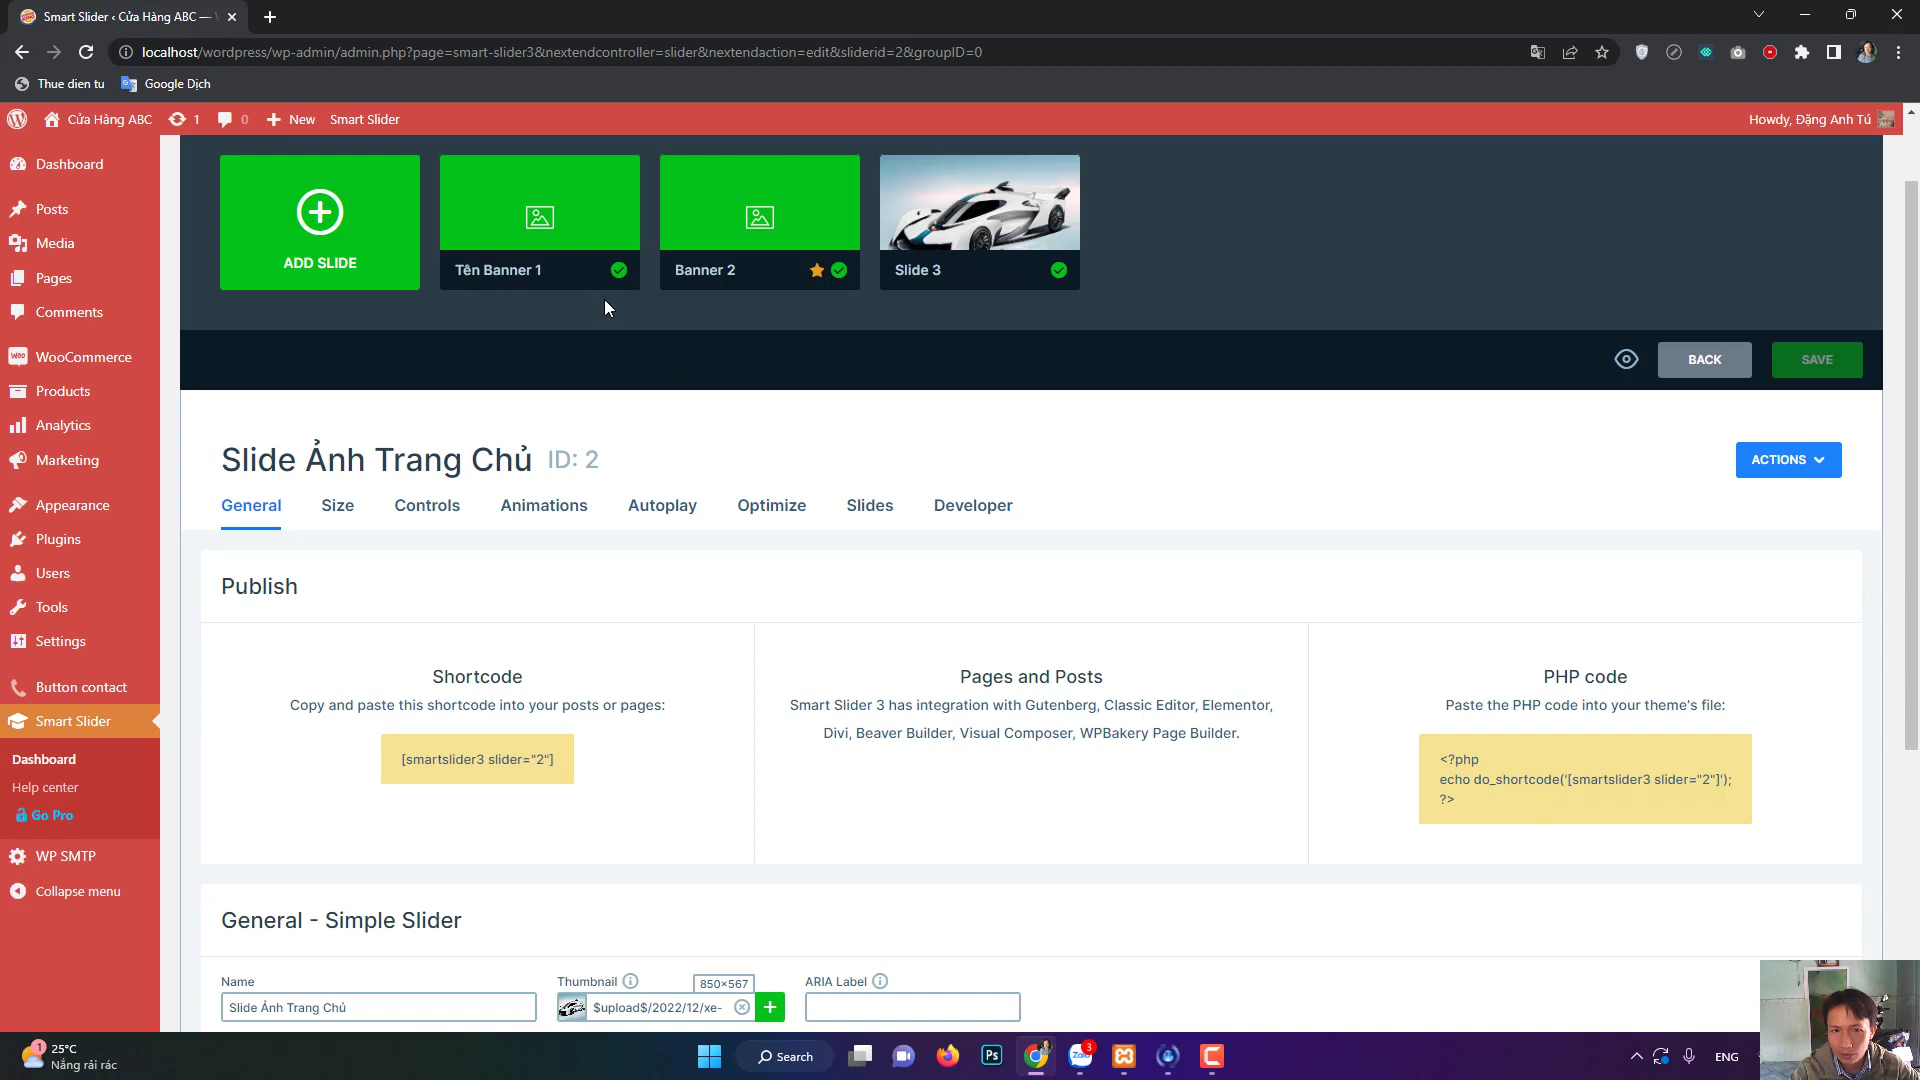 Smart Slider ‹ Cửa Hàng ABC —
localhost/wordpress/wp-admin/admin.php?page=smart-slider3&nextendcontroller=slider&nextendaction=edit&sliderid=2&groupID=0
Thue dien tu
Google Dịch
Cửa Hàng ABC
1
0
New
Smart Slider
Howdy, Đặng Anh Tú
Dashboard
Posts
Media
Pages
Comments
WooCommerce
Products
Analytics
Marketing
Appearance
Plugins
Users
Tools
Settings
Button contact
Smart Slider
Dashboard
Help center
Go Pro
WP SMTP
Collapse menu
ADD SLIDE
Tên Banner 1
Banner 2
Slide 3
BACK
SAVE
Slide Ảnh Trang Chủ ID: 2
ACTIONS
General
Size
Controls
Animations
Autoplay
Optimize
Slides
Developer
Publish
Shortcode
Copy and paste this shortcode into your posts or pages:
[smartslider3 slider="2"]
Pages and Posts
Smart Slider 3 has integration with Gutenberg, Classic Editor, Elementor,
Divi, Beaver Builder, Visual Composer, WPBakery Page Builder.
PHP code
Paste the PHP code into your theme's file:
<?php
echo do_shortcode('[smartslider3 slider="2"]');
?>
General - Simple Slider
Name
Slide Ảnh Trang Chủ
Thumbnail
850×567
$upload$/2022/12/xe-
ARIA Label
1
25°C
Nắng rải rác
Search
Ps
Zalo
3
ENG